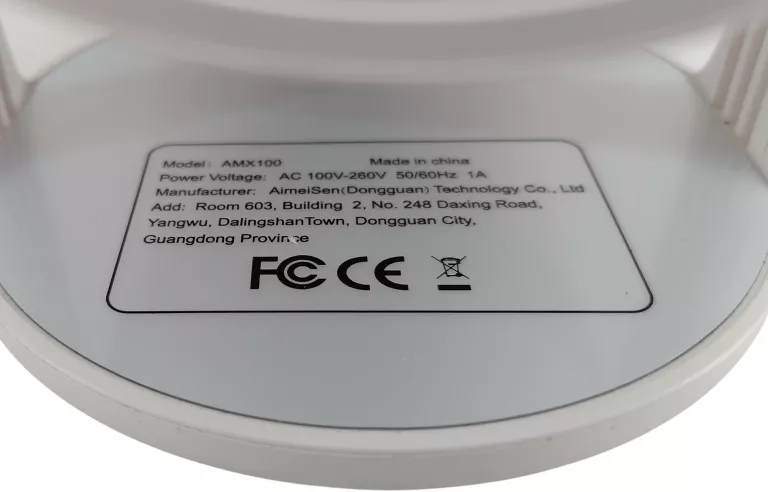 Model: AMX100 Made in china
Power Voltage: AC 100V-260V 50/60Hz 1A
Manufacturer: AimeiSen(Dongguan) Technology Co., Ltd
Add: Room 603, Building 2, No. 248 Daxing Road,
Yangwu, DalingshanTown, Dongguan City,
Guangdong Province
FC CE